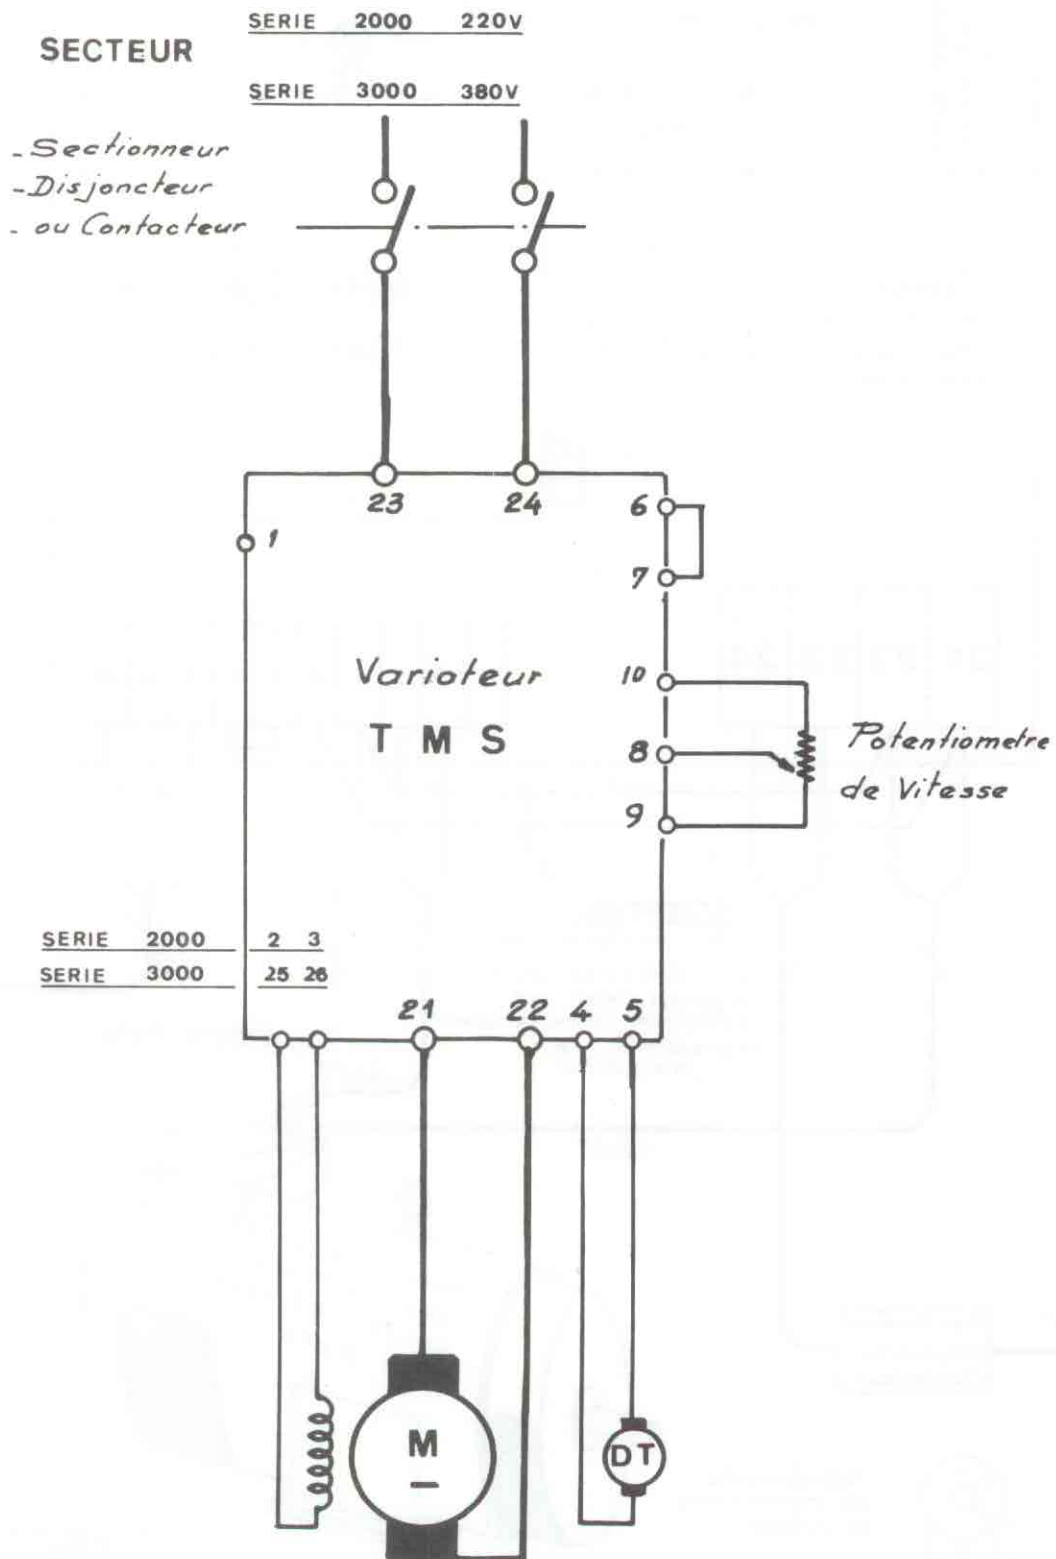 SERIE 2000 220V
SECTEUR
SERIE 3000 380V
- Sectionneur
- Disjoncteur
- ou Contacteur
23 24 6
1
7
Variateur
10
T M S
Potentiometre
8
de Vitesse
9
SERIE 2000 2 3
SERIE 3000 25 26
21 22 4 5
M
DT